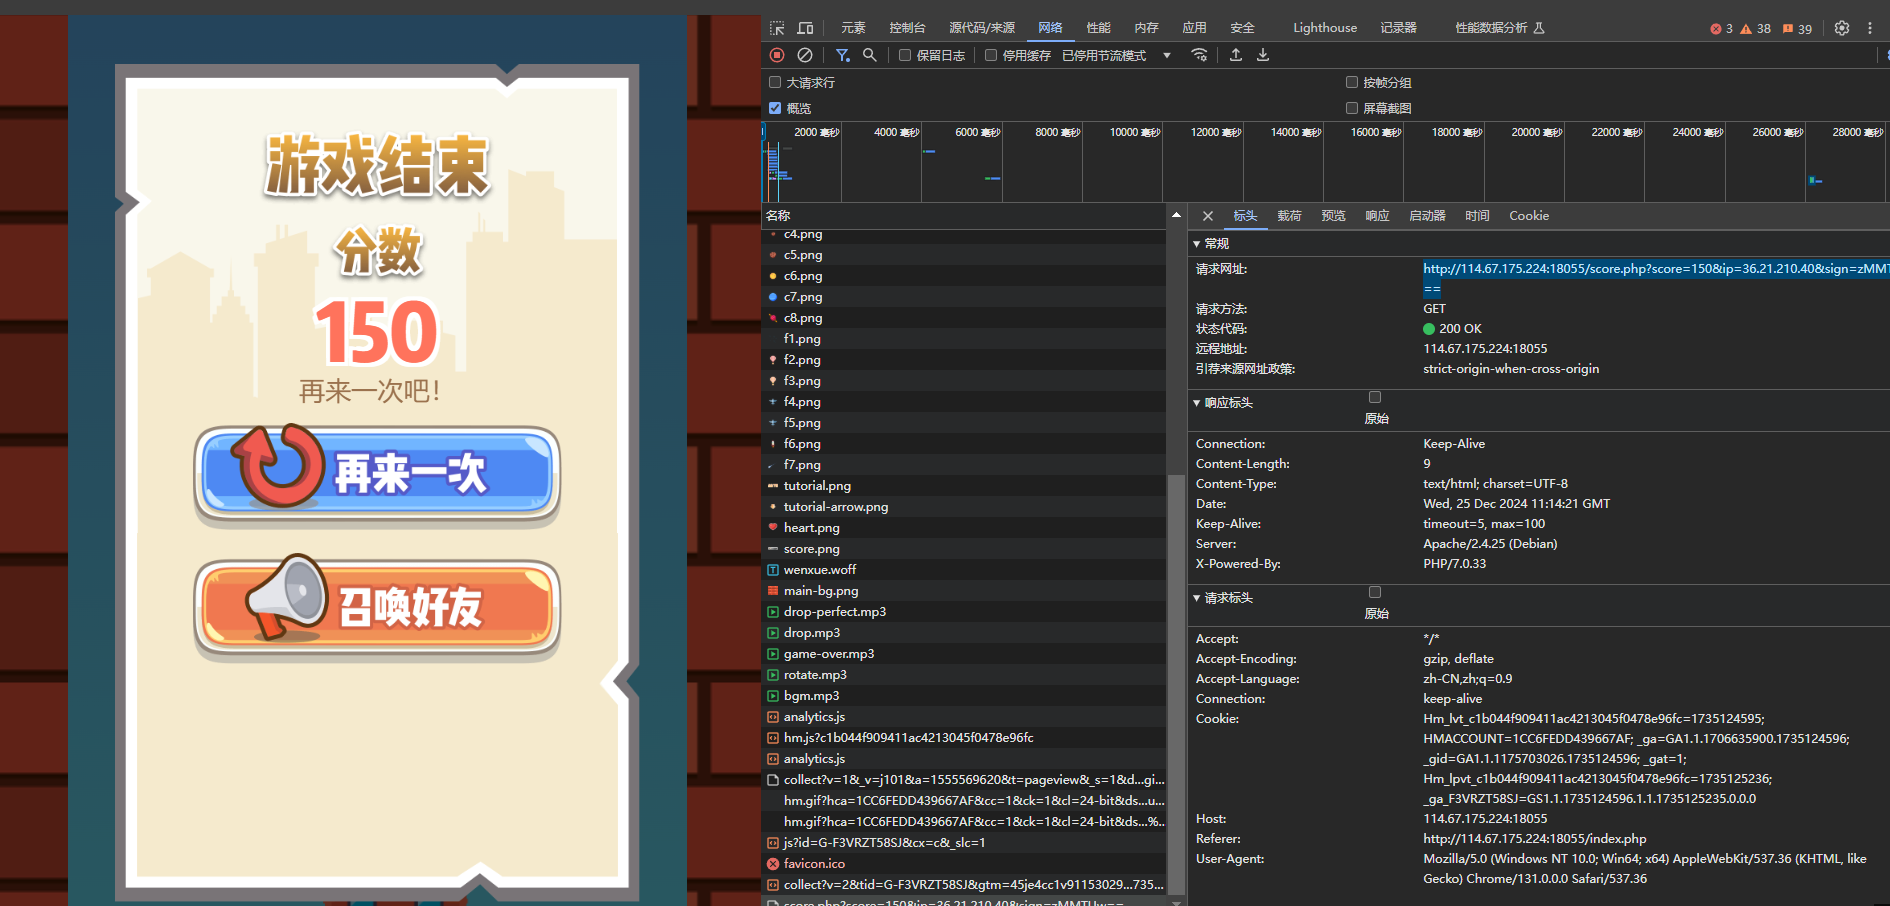 游戏结束
分数
150
再来一次吧！
再来一次
召唤好友
元素 控制台 源代码/来源 网络 性能 内存 应用 安全 Lighthouse 记录器 性能数据分析 3 38 39
保留日志 停用缓存 已停用节流模式
大请求行 按帧分组
概览 屏幕截图
2000 毫秒 4000 毫秒 6000 毫秒 8000 毫秒 10000 毫秒 12000 毫秒 14000 毫秒 16000 毫秒 18000 毫秒 20000 毫秒 22000 毫秒 24000 毫秒 26000 毫秒 28000 毫秒
名称
c4.png
c5.png
c6.png
c7.png
c8.png
f1.png
f2.png
f3.png
f4.png
f5.png
f6.png
f7.png
tutorial.png
tutorial-arrow.png
heart.png
score.png
wenxue.woff
main-bg.png
drop-perfect.mp3
drop.mp3
game-over.mp3
rotate.mp3
bgm.mp3
analytics.js
hm.js?c1b044f909411ac4213045f0478e96fc
analytics.js
collect?v=1&_v=j101&a=1555569620&t=pageview&_s=1&d...gi...
hm.gif?hca=1CC6FEDD439667AF&cc=1&ck=1&cl=24-bit&ds...u...
hm.gif?hca=1CC6FEDD439667AF&cc=1&ck=1&cl=24-bit&ds...%...
js?id=G-F3VRZT58SJ&cx=c&_slc=1
favicon.ico
collect?v=2&tid=G-F3VRZT58SJ&gtm=45je4cc1v91153029...735...
score.php?score=150&ip=36.21.210.40&sign=zMMTUw==
标头 载荷 预览 响应 启动器 时间 Cookie
常规
请求网址: http://114.67.175.224:18055/score.php?score=150&ip=36.21.210.40&sign=zMMT
==
请求方法: GET
状态代码: 200 OK
远程地址: 114.67.175.224:18055
引荐来源网址政策: strict-origin-when-cross-origin
响应标头
原始
Connection: Keep-Alive
Content-Length: 9
Content-Type: text/html; charset=UTF-8
Date: Wed, 25 Dec 2024 11:14:21 GMT
Keep-Alive: timeout=5, max=100
Server: Apache/2.4.25 (Debian)
X-Powered-By: PHP/7.0.33
请求标头
原始
Accept: */*
Accept-Encoding: gzip, deflate
Accept-Language: zh-CN,zh;q=0.9
Connection: keep-alive
Cookie: Hm_lvt_c1b044f909411ac4213045f0478e96fc=1735124595;
HMACCOUNT=1CC6FEDD439667AF; _ga=GA1.1.1706635900.1735124596;
_gid=GA1.1.1175703026.1735124596; _gat=1;
Hm_lpvt_c1b044f909411ac4213045f0478e96fc=1735125236;
_ga_F3VRZT58SJ=GS1.1.1735124596.1.1.1735125235.0.0.0
Host: 114.67.175.224:18055
Referer: http://114.67.175.224:18055/index.php
User-Agent: Mozilla/5.0 (Windows NT 10.0; Win64; x64) AppleWebKit/537.36 (KHTML, like
Gecko) Chrome/131.0.0.0 Safari/537.36